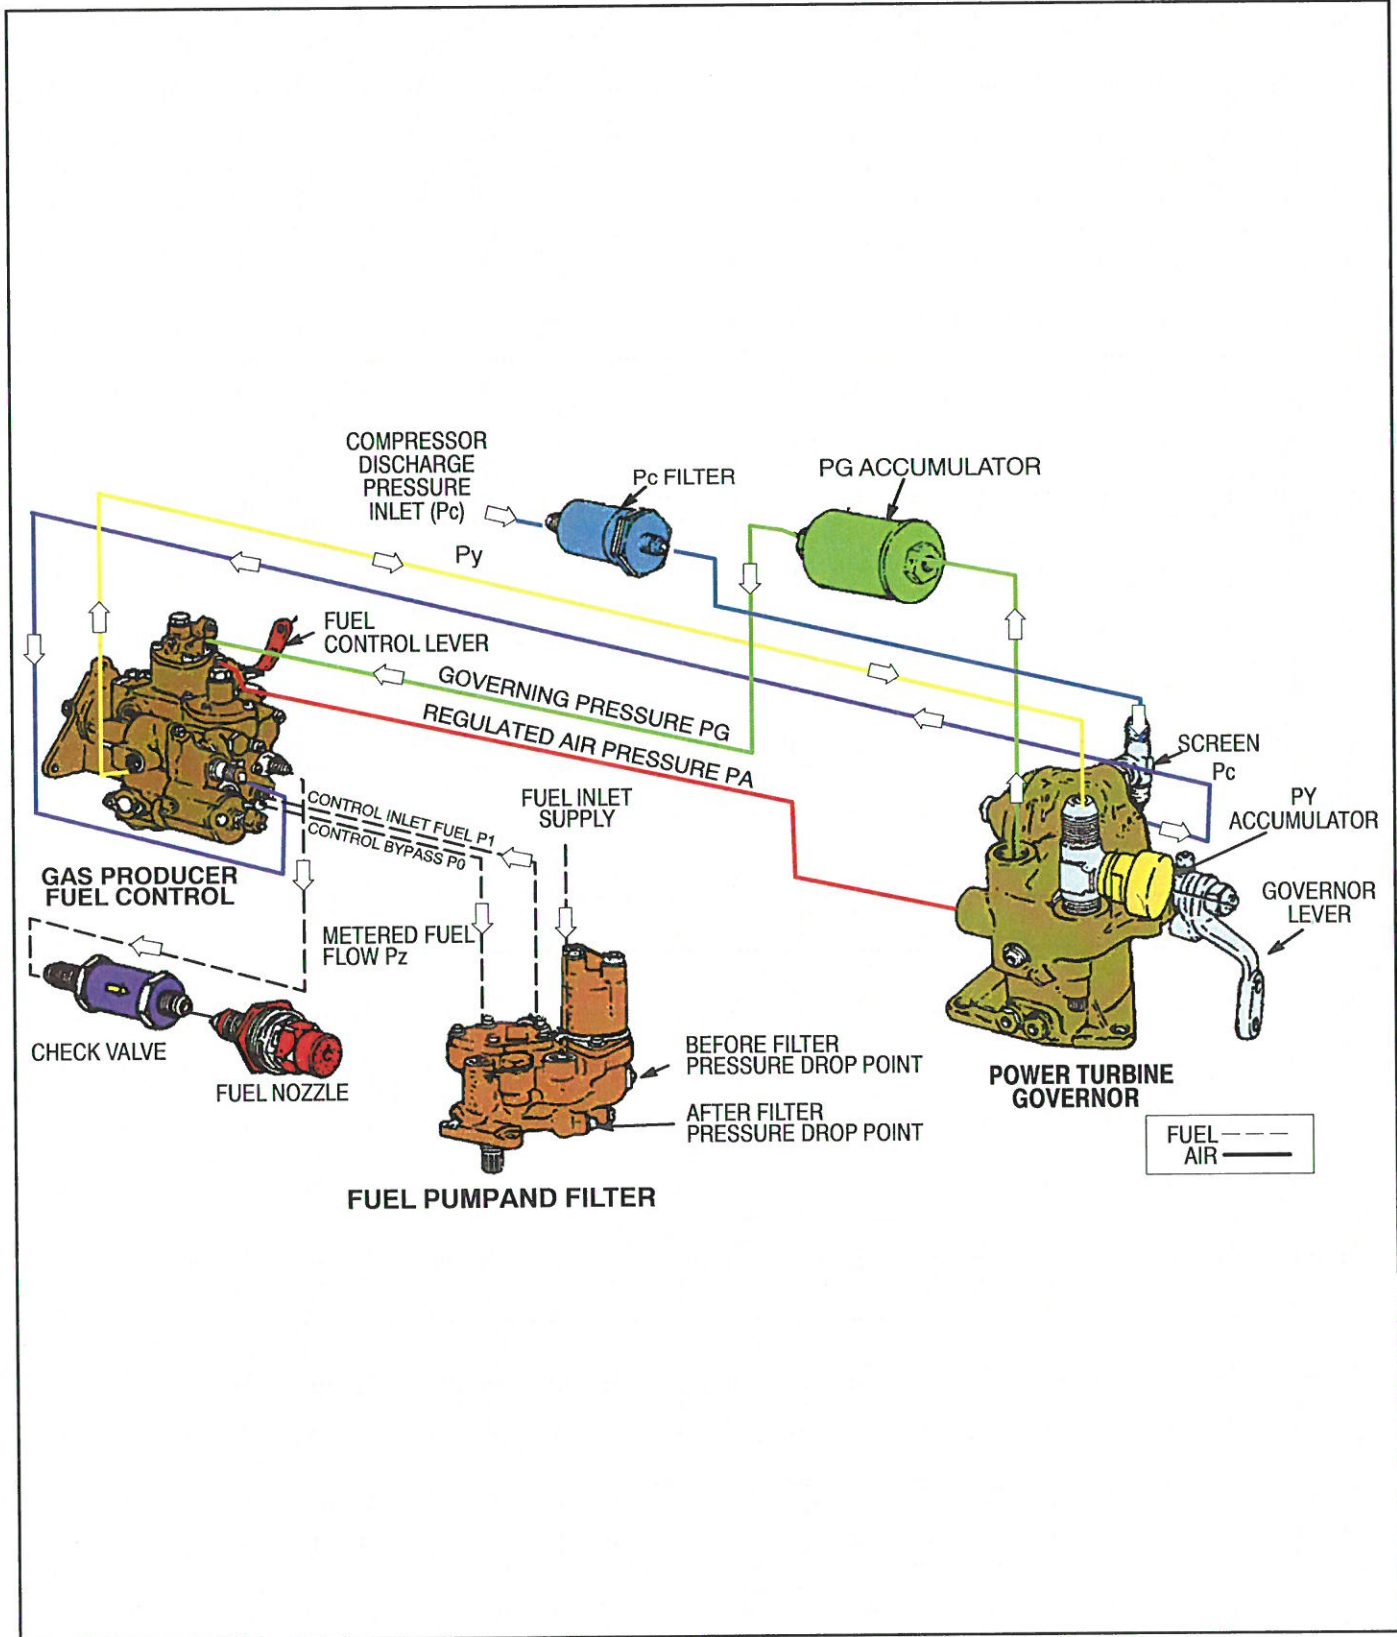 COMPRESSOR
DISCHARGE
PRESSURE
INLET (Pc)
Pc FILTER
PG ACCUMULATOR
Py
FUEL
CONTROL LEVER
GOVERNING PRESSURE PG
REGULATED AIR PRESSURE PA
SCREEN
Pc
PY
ACCUMULATOR
CONTROL INLET FUEL P1
CONTROL BYPASS P0
FUEL INLET
SUPPLY
GAS PRODUCER
FUEL CONTROL
GOVERNOR
LEVER
METERED FUEL
FLOW Pz
CHECK VALVE
FUEL NOZZLE
BEFORE FILTER
PRESSURE DROP POINT
AFTER FILTER
PRESSURE DROP POINT
POWER TURBINE
GOVERNOR
FUEL
AIR
FUEL PUMPAND FILTER